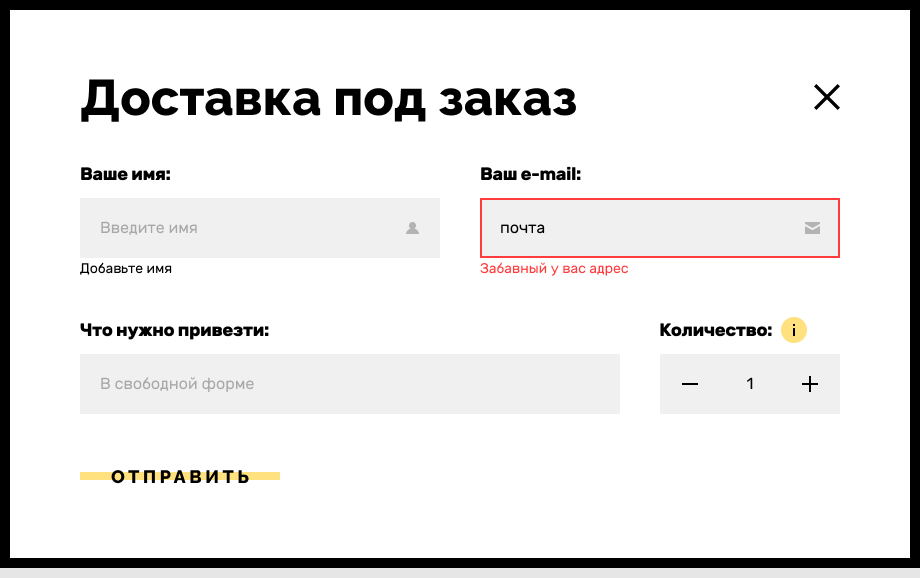 Доставка под заказ
Ваше имя:
Ваш e-mail:
Введите имя
почта
Добавьте имя
Забавный у вас адрес
Что нужно привезти:
Количество:
i
В свободной форме
1
ОТПРАВИТЬ